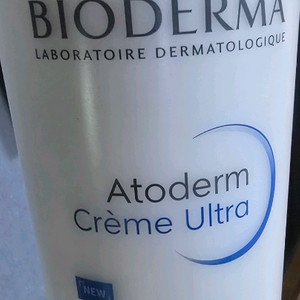 BIODERMA
LABORATOIRE DERMATOLOGIQUE
Atoderm
Crème Ultra
NEW